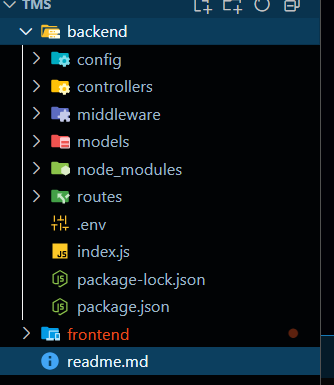 TMS
backend
config
controllers
middleware
models
node_modules
routes
.env
index.js
package-lock.json
package.json
frontend
readme.md